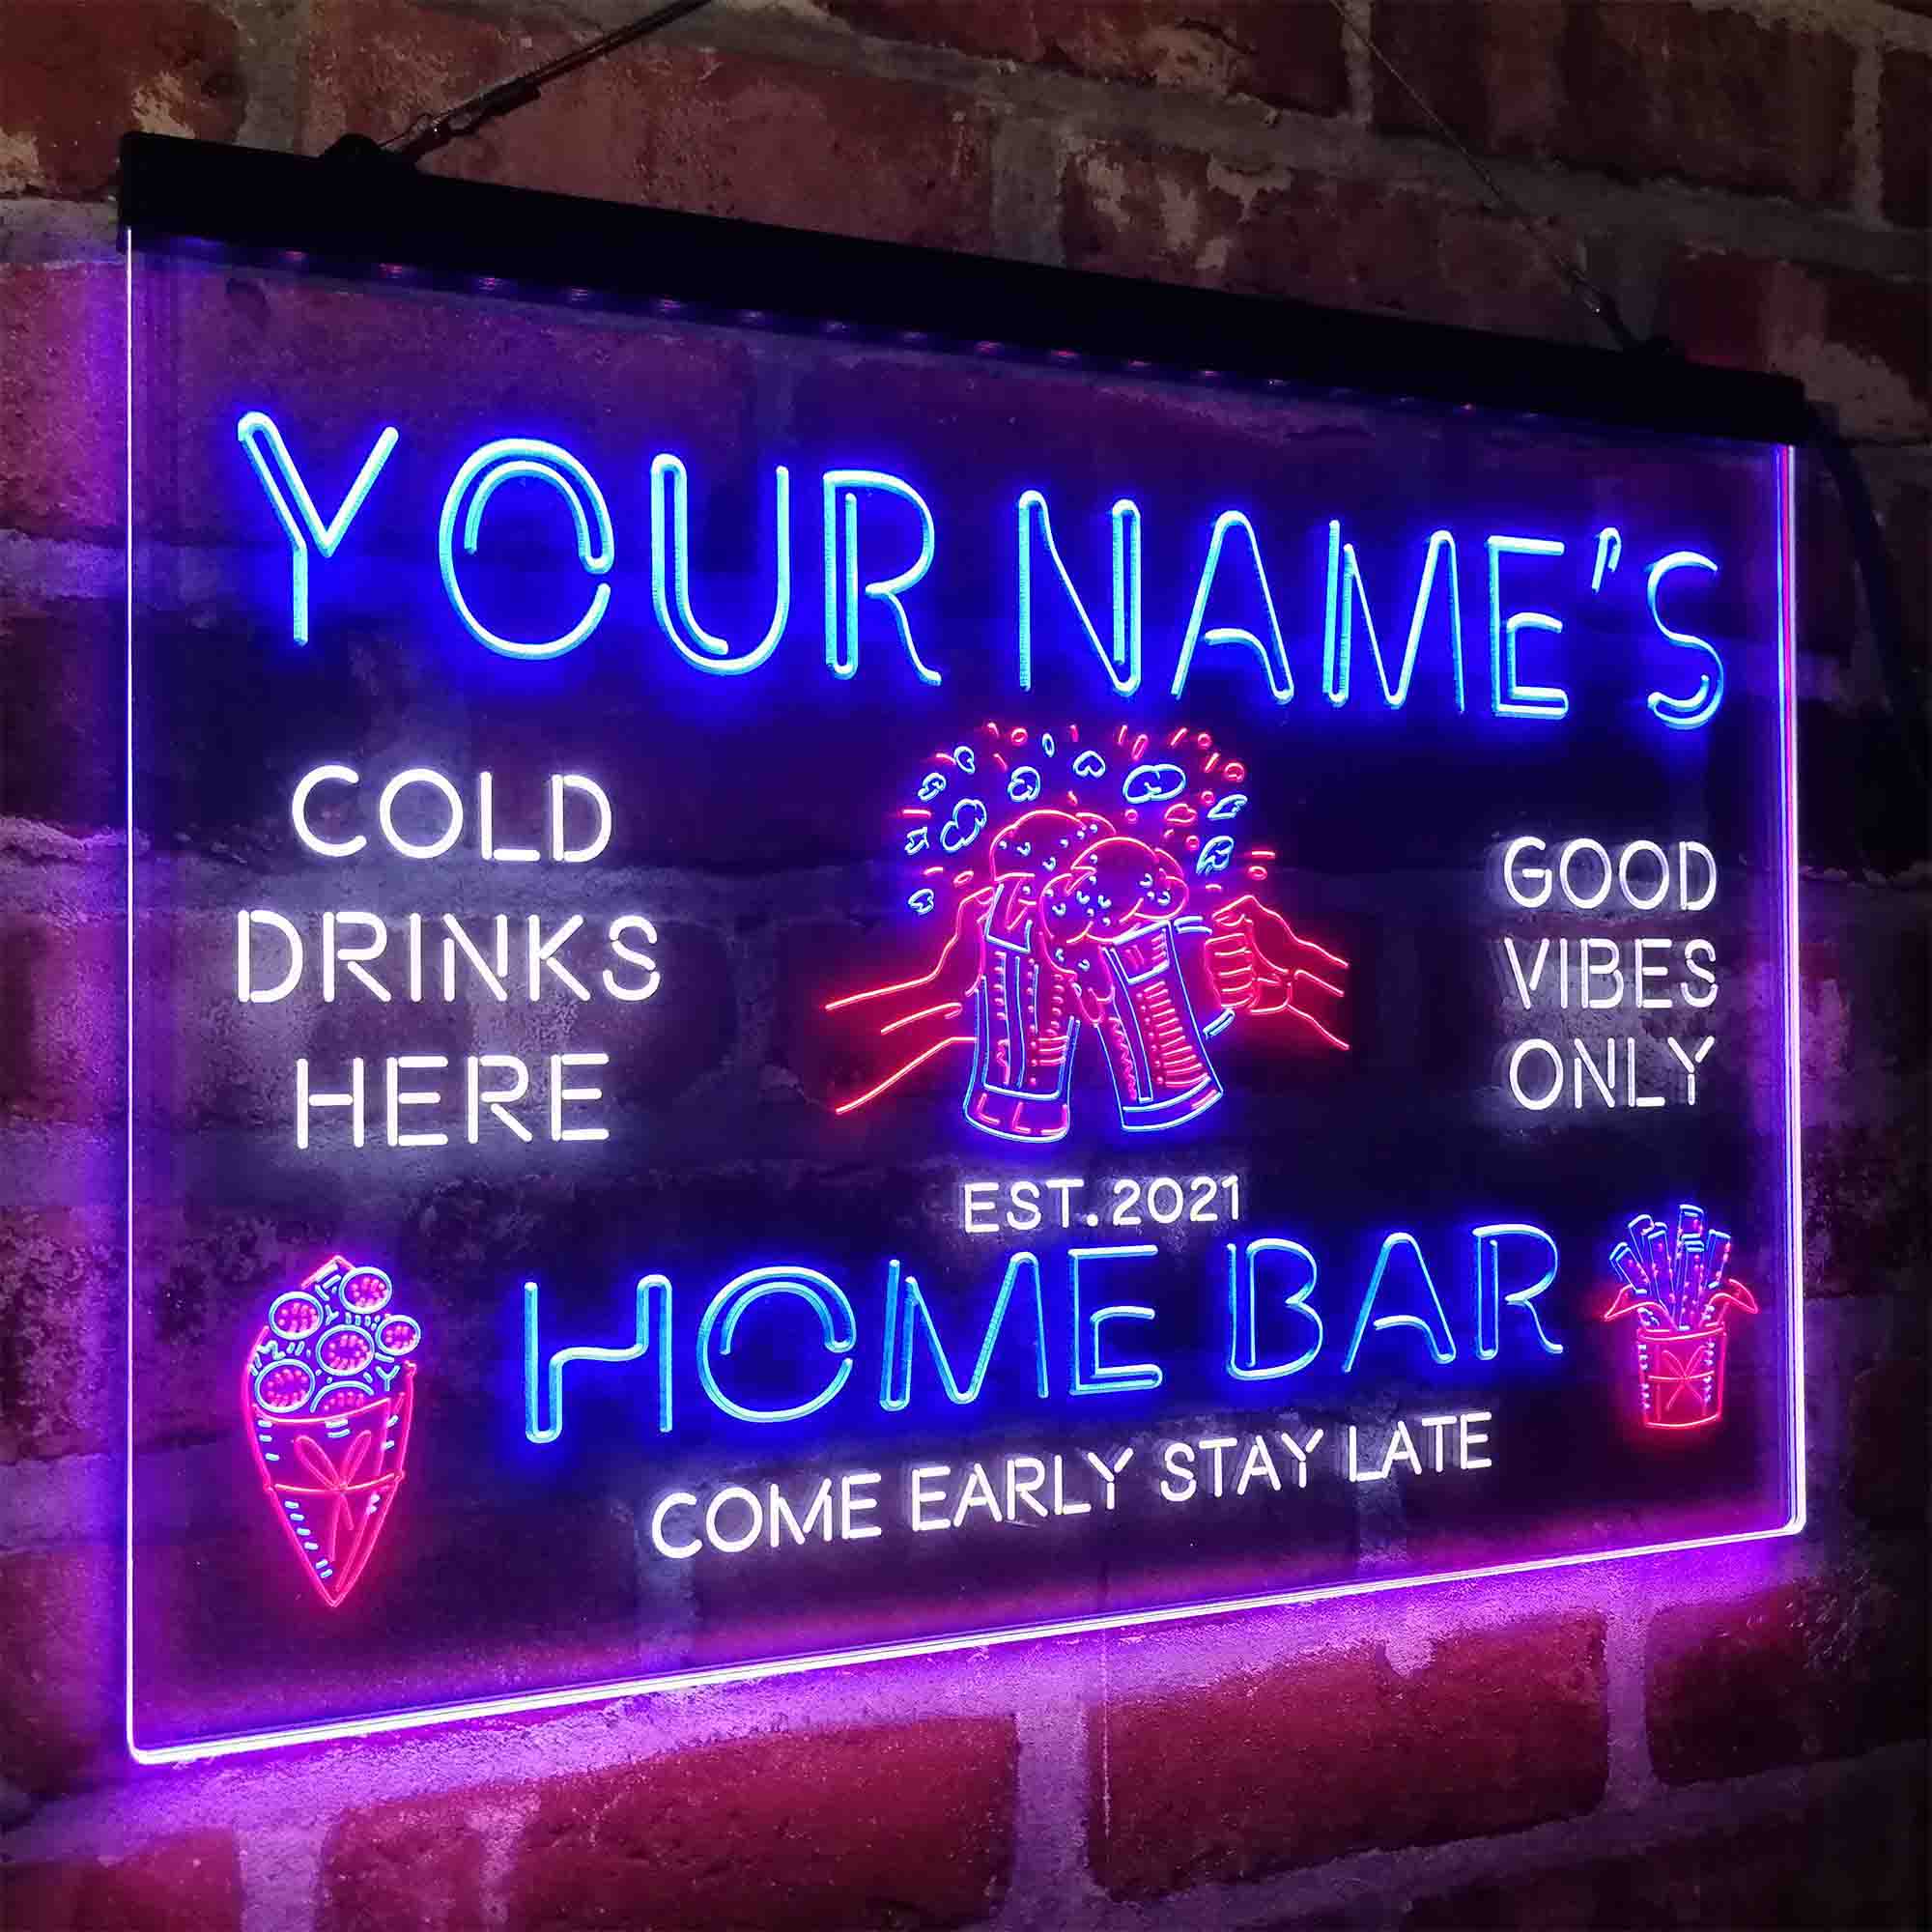 YOUR NAME'S
COLD
DRINKS
HERE
GOOD
VIBES
ONLY
EST.2021
HOME BAR
COME EARLY STAY LATE